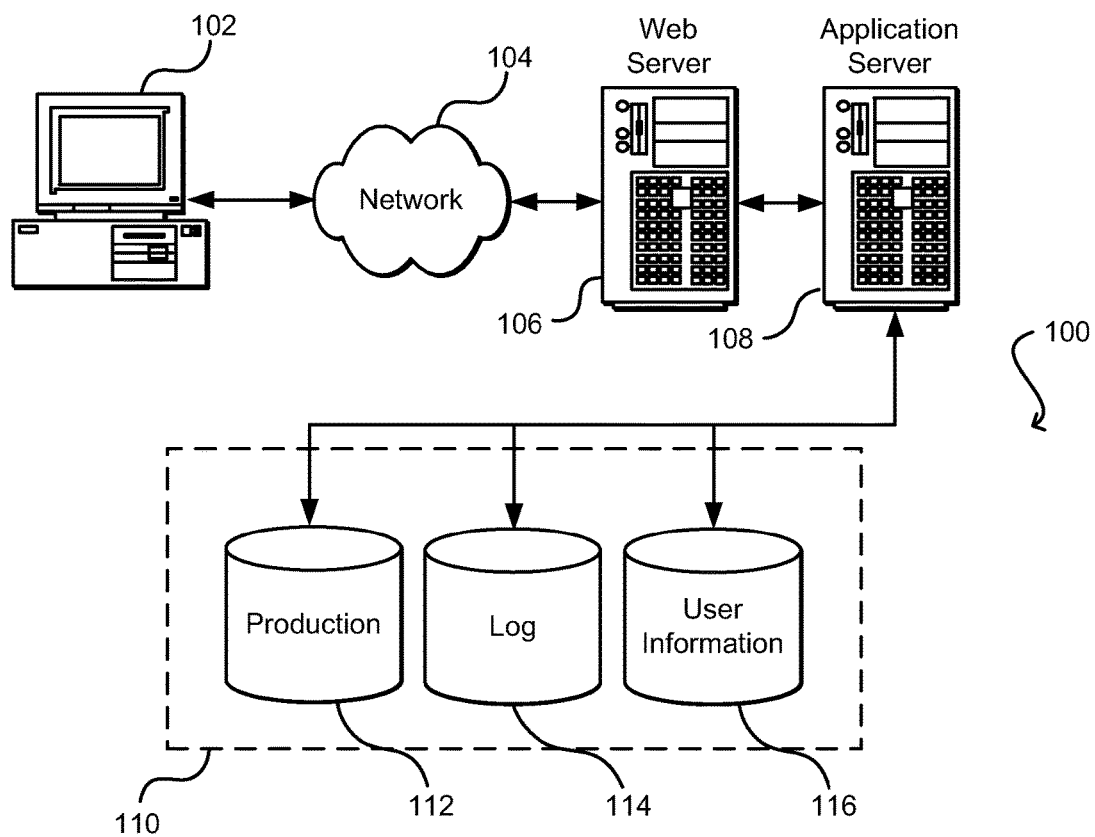 102
104
Web
Server
Application
Server
Network
106
108
100
Production
Log
User
Information
110
112
114
116